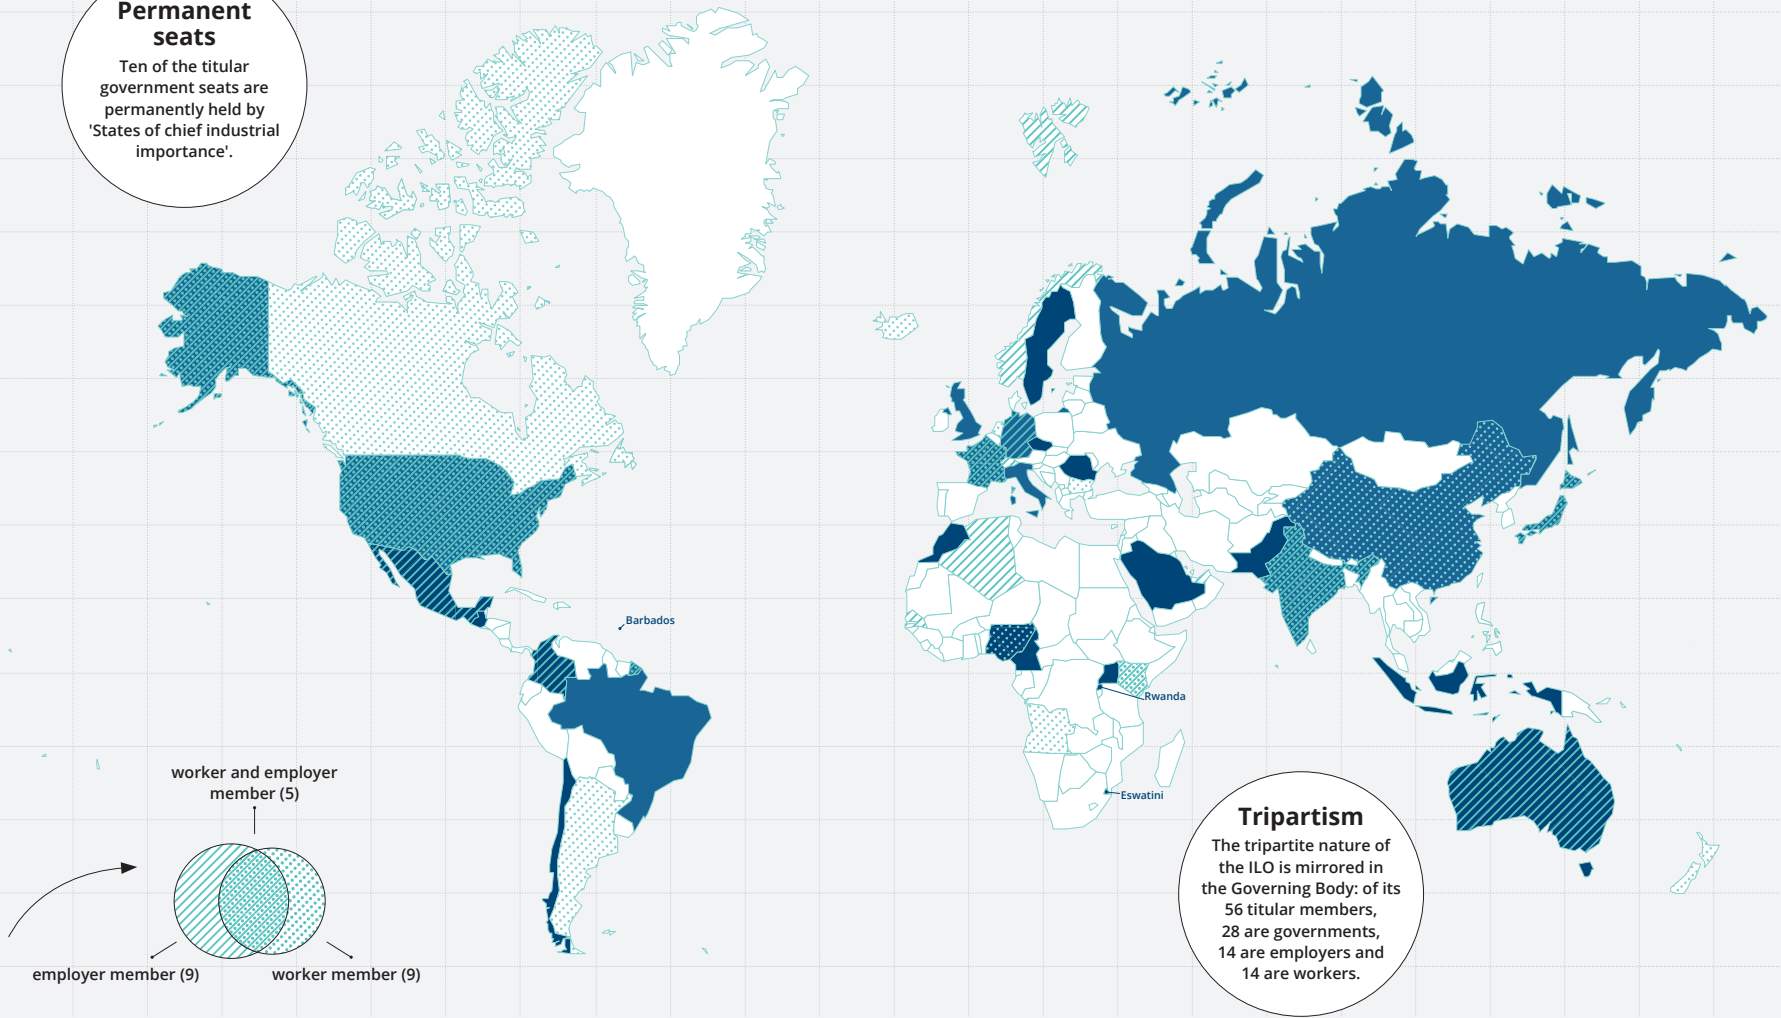 Permanent
seats
Ten of the titular
government seats are
permanently held by
'States of chief industrial
importance'.
Barbados
Rwanda
Eswatini
worker and employer
member (5)
employer member (9)
worker member (9)
Tripartism
The tripartite nature of
the ILO is mirrored in
the Governing Body: of its
56 titular members,
28 are governments,
14 are employers and
14 are workers.